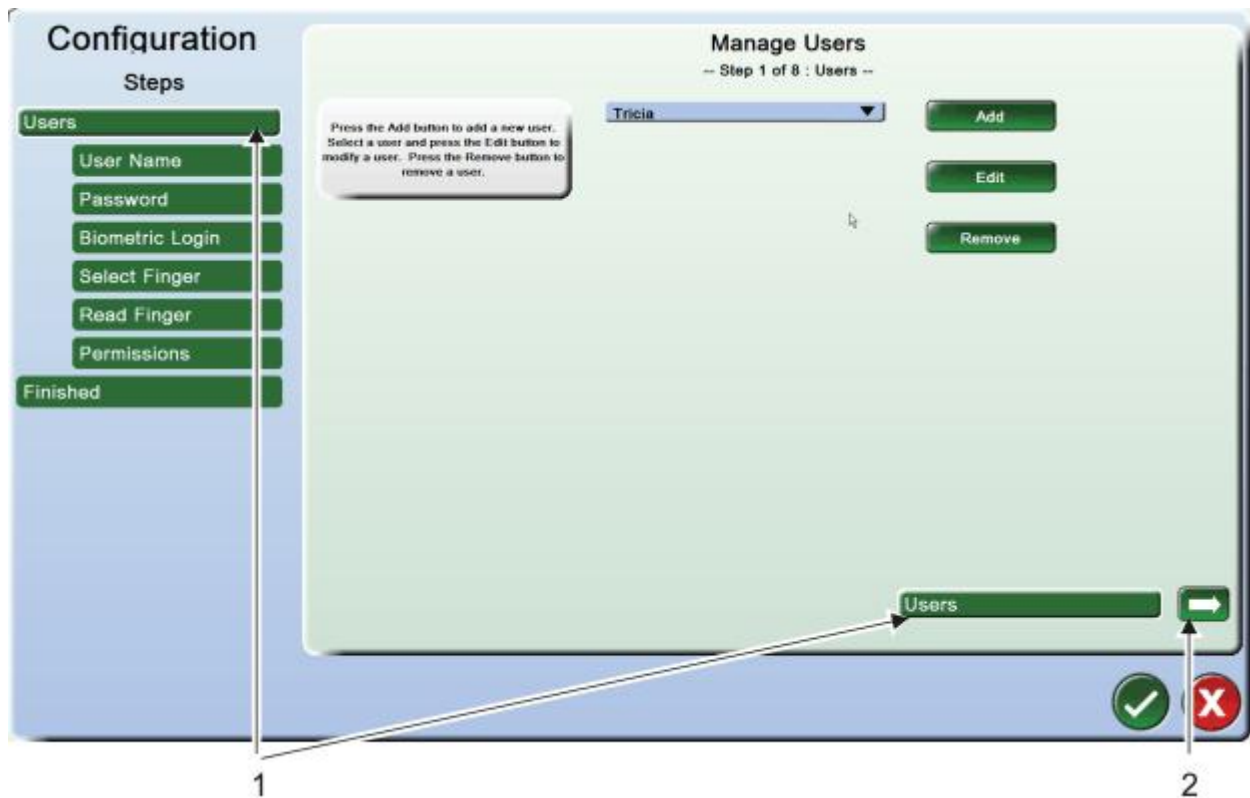 Configuration
Steps
Users
User Name
Password
Biometric Login
Select Finger
Read Finger
Permissions
Finished
Manage Users
-- Step 1 of 8 : Users --
Press the Add button to add a new user.
Select a user and press the Edit button to
modify a user. Press the Remove button to
remove a user.
Tricia
Add
Edit
Remove
Users
1
2